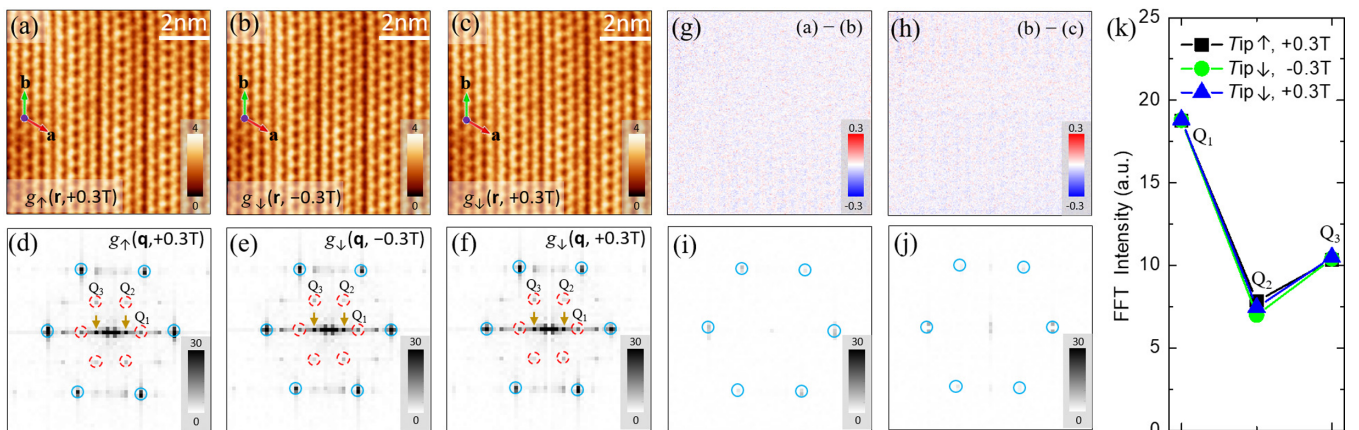 (a)
2nm
b
a
4
0
g↑(r,+0.3T)
(b)
2nm
b
a
4
0
g↓(r, −0.3T)
(c)
2nm
b
a
4
0
g↓(r, +0.3T)
(g)
(a) − (b)
0.3
-0.3
(h)
(b) − (c)
0.3
-0.3
(d)
g↑(q,+0.3T)
Q3
Q2
Q1
30
0
(e)
g↓(q, -0.3T)
Q3
Q2
Q1
30
0
(f)
g↓(q, +0.3T)
Q3
Q2
Q1
30
0
(i)
30
0
(j)
30
0
(k)
25
20
15
10
5
0
FFT Intensity (a.u.)
Tip↑, +0.3T
Tip↓, -0.3T
Tip↓, +0.3T
Q1
Q2
Q3